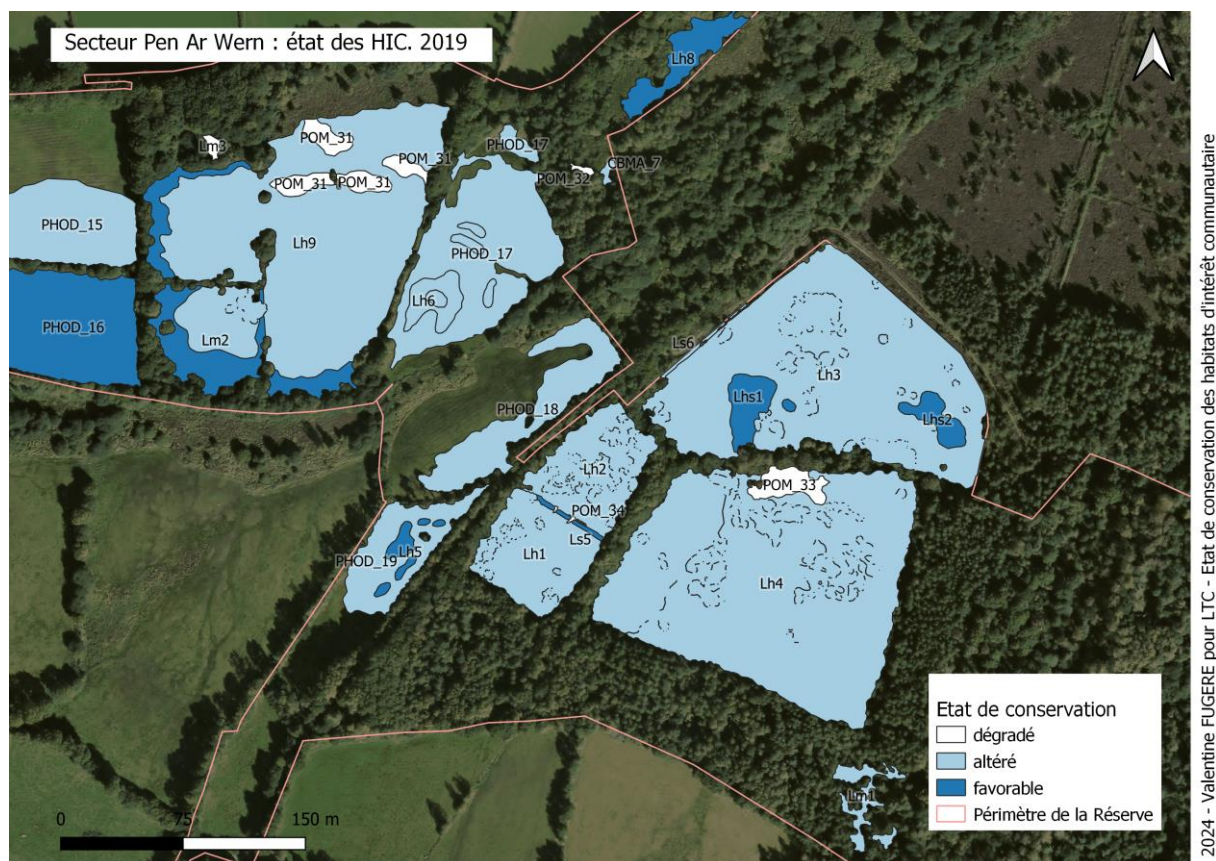 Secteur Pen Ar Wern : état des HIC. 2019
Lh8
POM_31
Lm3
PHOD_17
POM_31
CBMA_7
POM_32
POM_31
POM_31
PHOD_15
Lh9
PHOD_17
Lh6
PHOD_16
Lm2
Ls6
Lh3
Lhs1
PHOD_18
Lhs2
Lh2
POM_33
POM_34
Ls5
Lh5
PHOD_19
Lh1
Lh4
Lm1
Etat de conservation
dégradé
altéré
favorable
Périmètre de la Réserve
0 75 150 m
2024 - Valentine FUGERE pour LTC - Etat de conservation des habitats d'intérêt communautaire